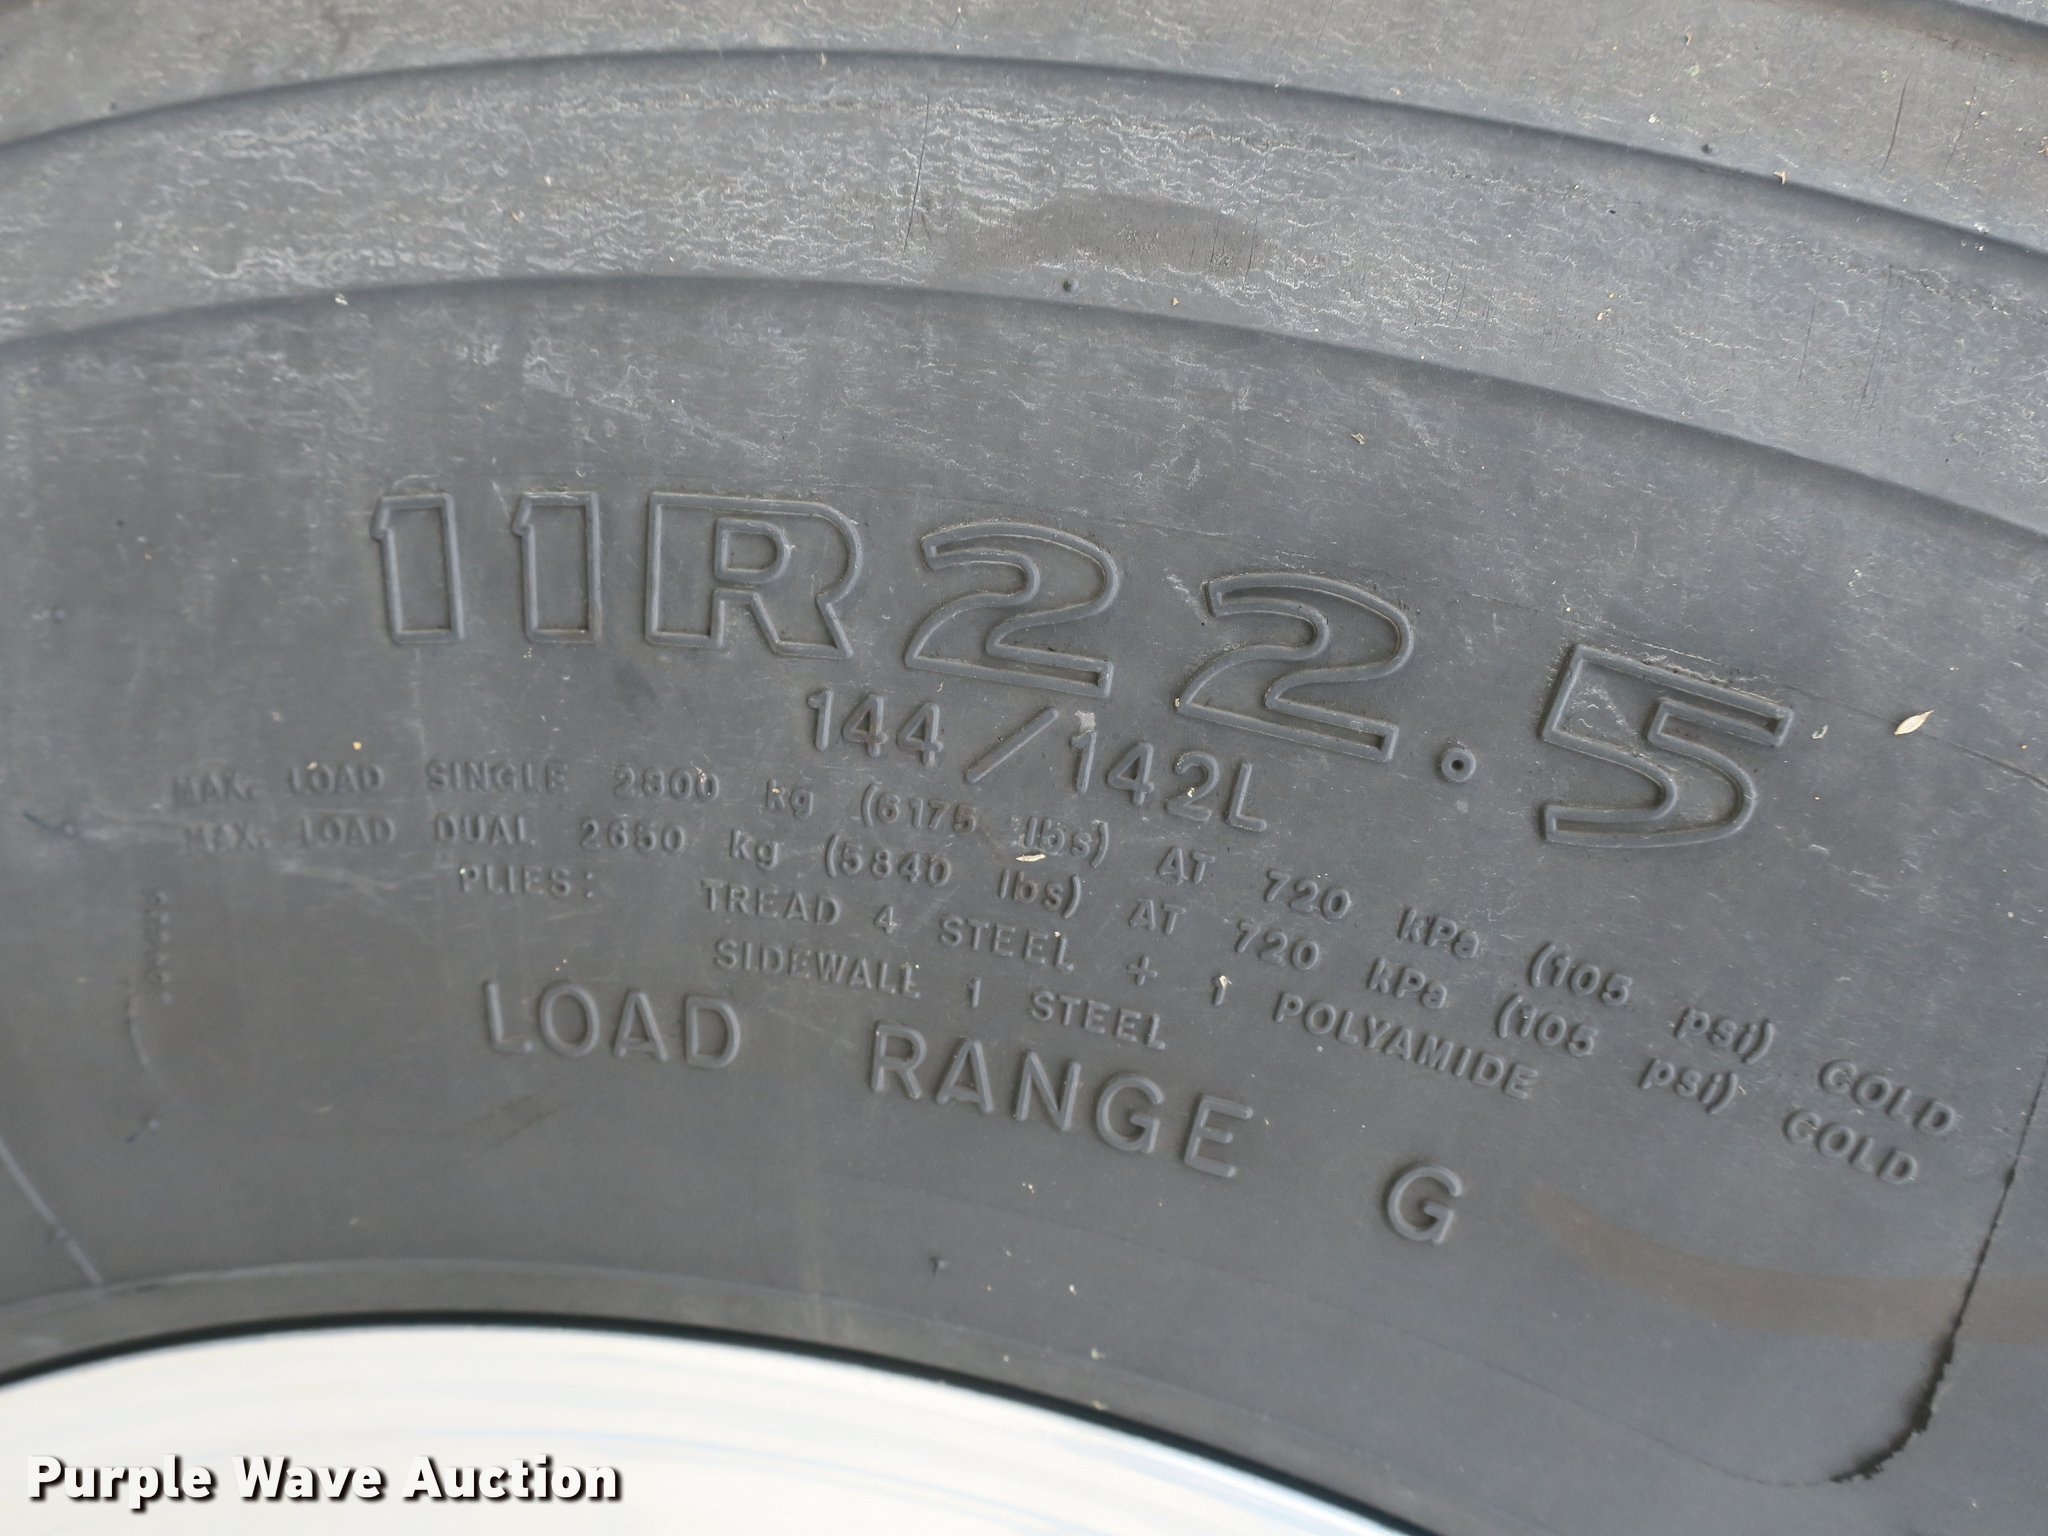 11R22.5
144/142L
MAX. LOAD SINGLE 2800 kg (6175 lbs) AT 720 kPa (105 psi) COLD
MAX. LOAD DUAL 2650 kg (5840 lbs) AT 720 kPa (105 psi) COLD
PLIES: TREAD 4 STEEL + 1 POLYAMIDE
SIDEWALL 1 STEEL
LOAD RANGE G
Purple Wave Auction